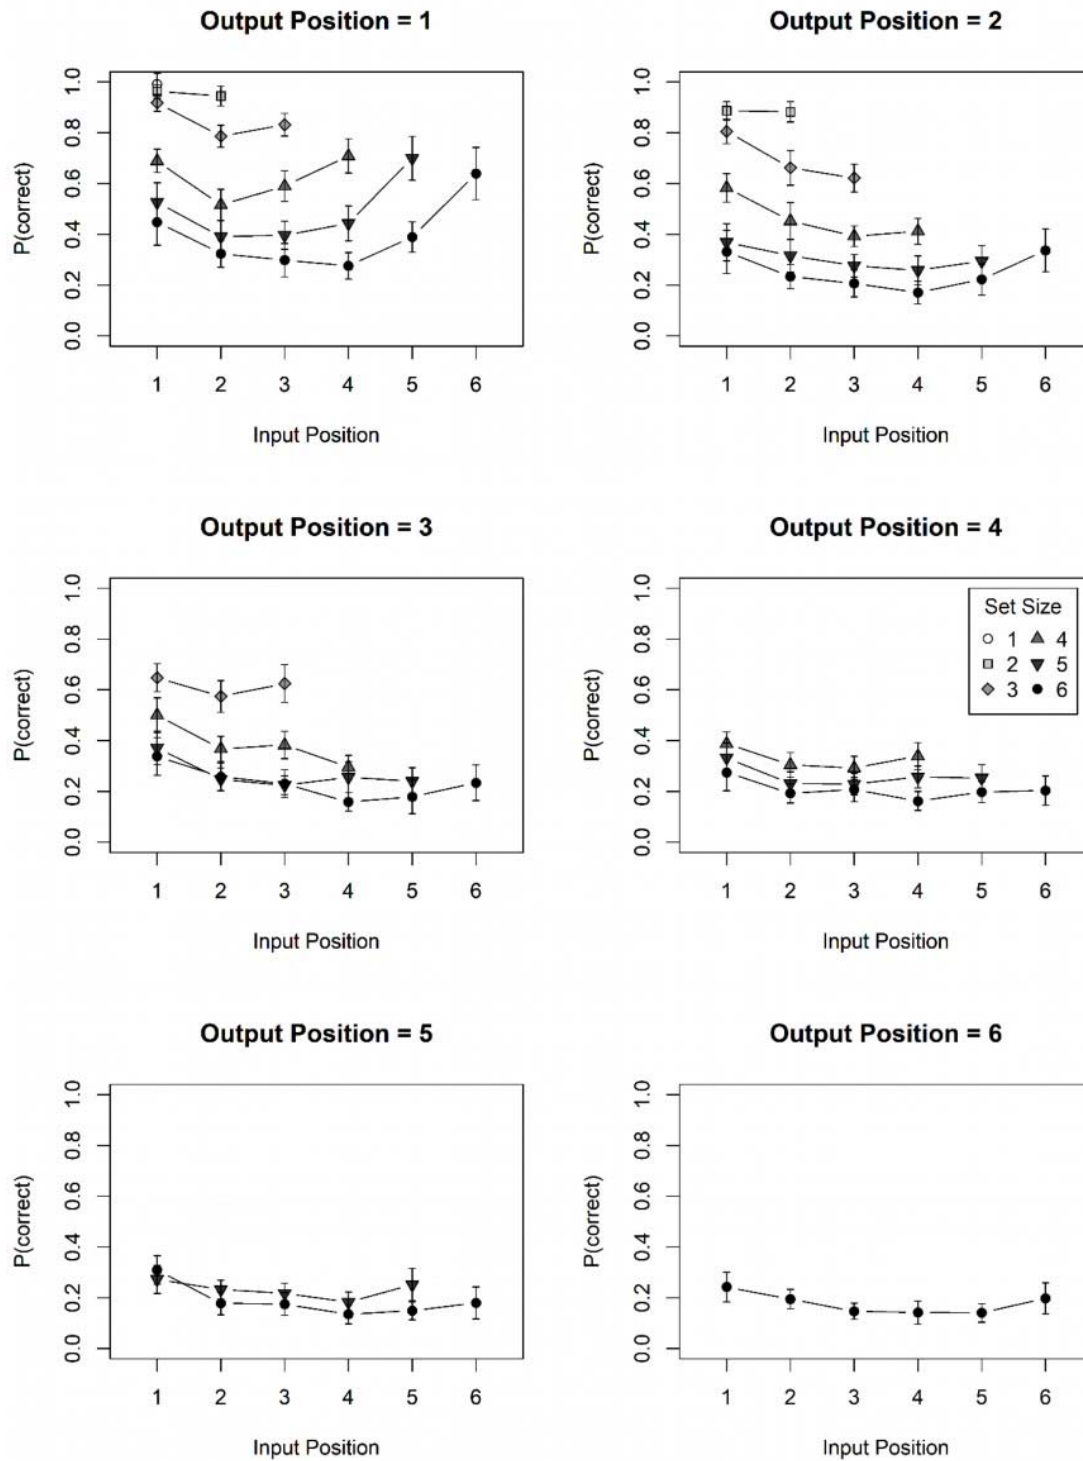 Output Position = 1
P(correct)
0.0 0.2 0.4 0.6 0.8 1.0
1 2 3 4 5 6
Input Position
Output Position = 2
P(correct)
0.0 0.2 0.4 0.6 0.8 1.0
1 2 3 4 5 6
Input Position
Output Position = 3
P(correct)
0.0 0.2 0.4 0.6 0.8 1.0
1 2 3 4 5 6
Input Position
Output Position = 4
P(correct)
0.0 0.2 0.4 0.6 0.8 1.0
Set Size
1 4
2 5
3 6
1 2 3 4 5 6
Input Position
Output Position = 5
P(correct)
0.0 0.2 0.4 0.6 0.8 1.0
1 2 3 4 5 6
Input Position
Output Position = 6
P(correct)
0.0 0.2 0.4 0.6 0.8 1.0
1 2 3 4 5 6
Input Position